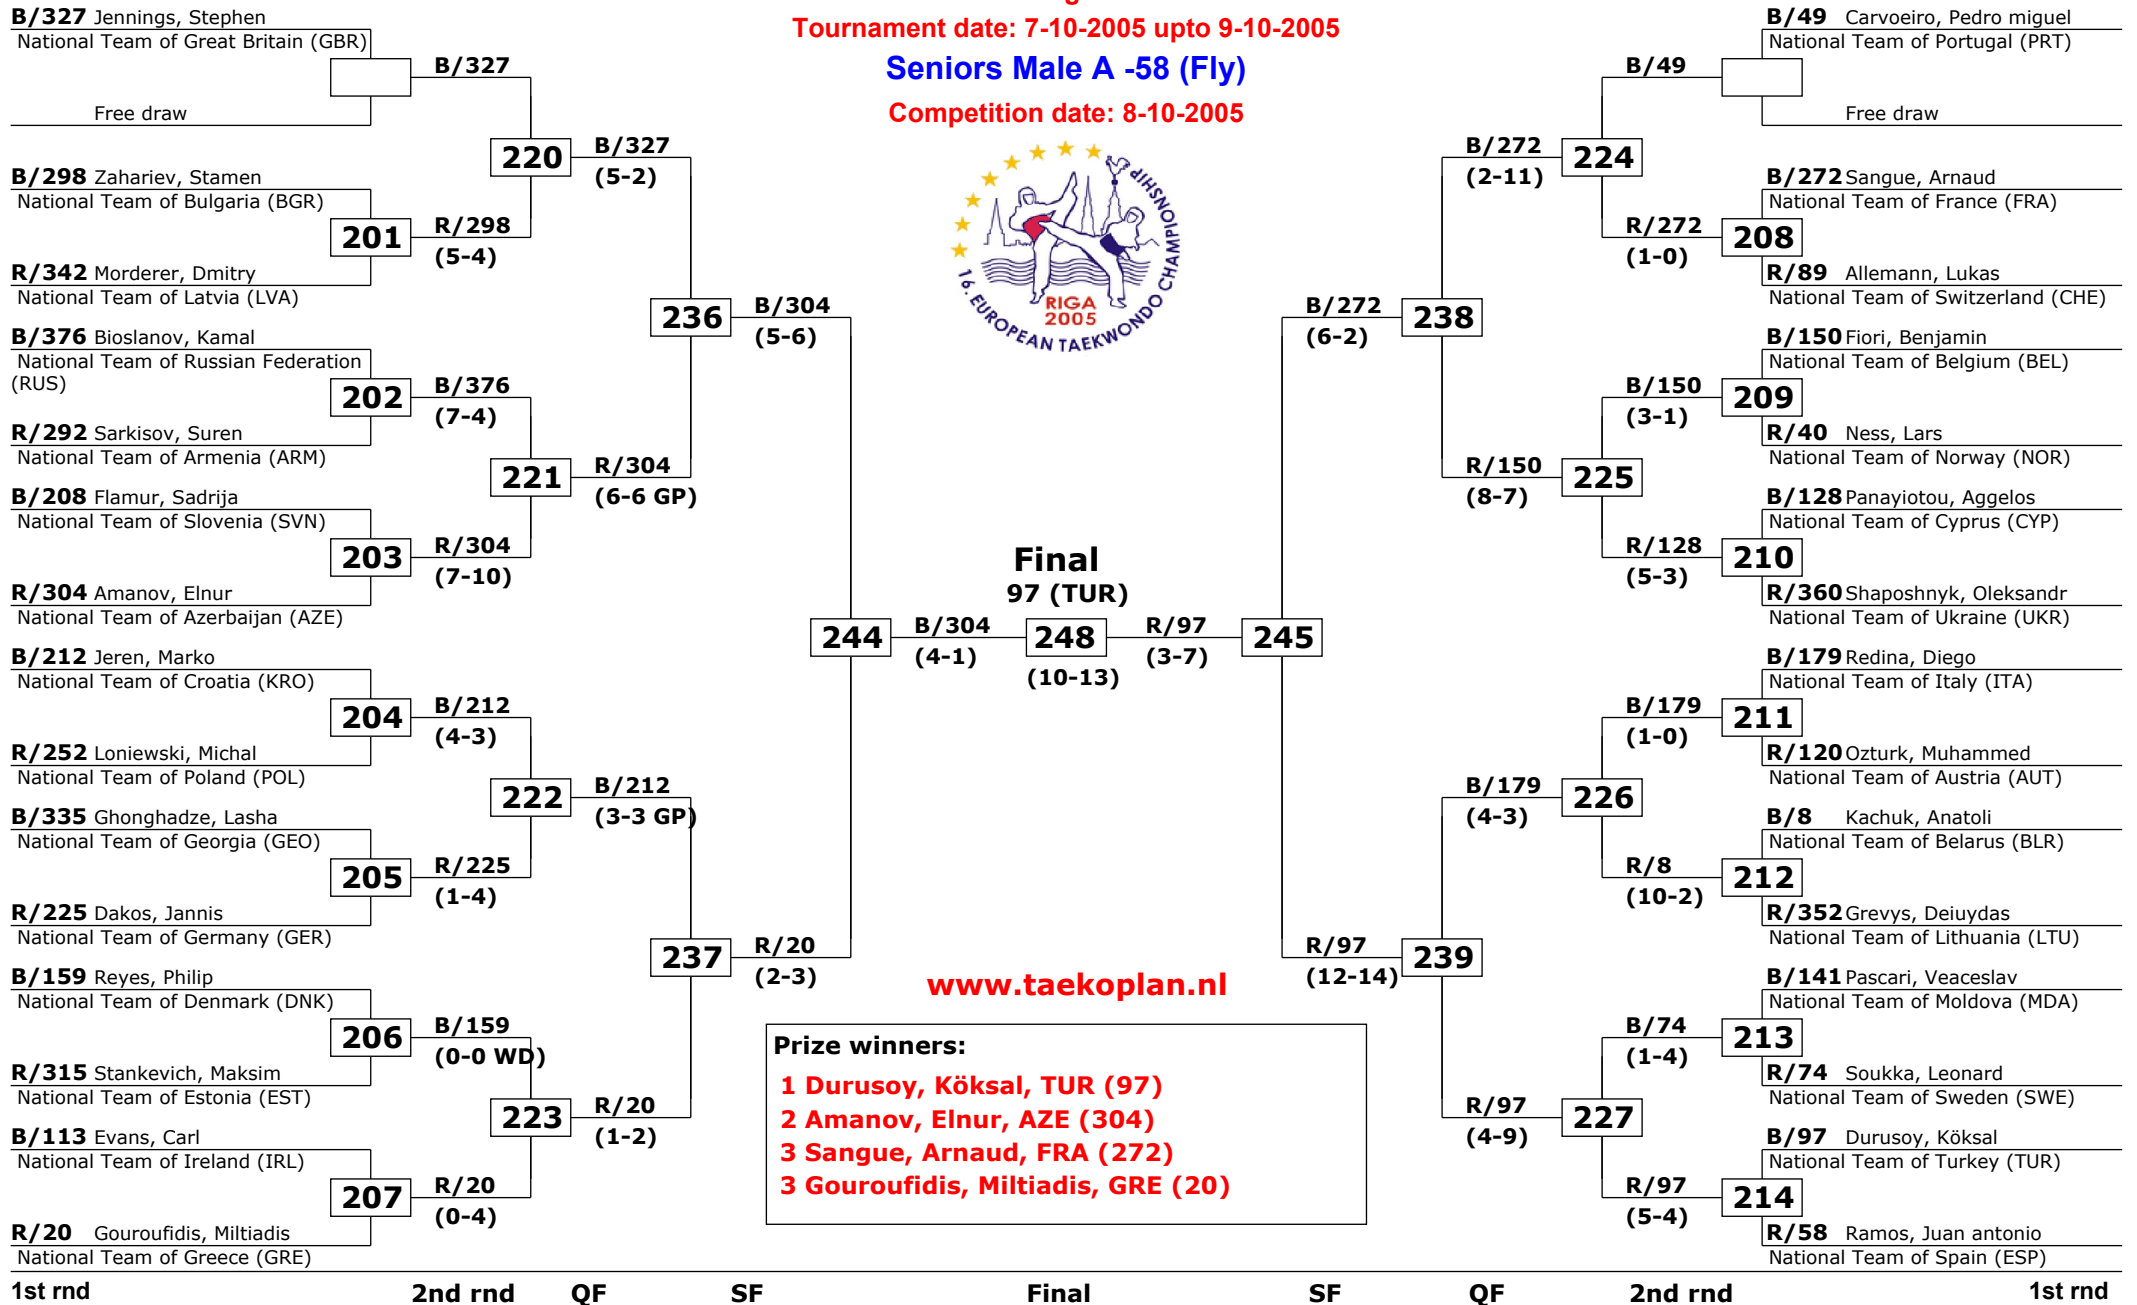 Tournament date: 7-10-2005 upto 9-10-2005
Seniors Male A -58 (Fly)
Competition date: 8-10-2005
16. EUROPEAN TAEKWONDO CHAMPIONSHIP
RIGA
2005
B/327 Jennings, Stephen
National Team of Great Britain (GBR)
Free draw
B/298 Zahariev, Stamen
National Team of Bulgaria (BGR)
201
R/342 Morderer, Dmitry
National Team of Latvia (LVA)
B/376 Bioslanov, Kamal
National Team of Russian Federation
(RUS)
202
R/292 Sarkisov, Suren
National Team of Armenia (ARM)
B/208 Flamur, Sadrija
National Team of Slovenia (SVN)
203
R/304 Amanov, Elnur
National Team of Azerbaijan (AZE)
B/212 Jeren, Marko
National Team of Croatia (KRO)
204
R/252 Loniewski, Michal
National Team of Poland (POL)
B/335 Ghonghadze, Lasha
National Team of Georgia (GEO)
205
R/225 Dakos, Jannis
National Team of Germany (GER)
B/159 Reyes, Philip
National Team of Denmark (DNK)
206
R/315 Stankevich, Maksim
National Team of Estonia (EST)
B/113 Evans, Carl
National Team of Ireland (IRL)
207
R/20 Gouroufidis, Miltiadis
National Team of Greece (GRE)
B/327
220
R/298
(5-4)
B/376
(7-4)
221
R/304
(7-10)
B/212
(4-3)
222
R/225
(1-4)
B/159
(0-0 WD)
223
R/20
(0-4)
B/327
(5-2)
236
R/304
(6-6 GP)
B/212
(3-3 GP)
237
R/20
(1-2)
B/304
(5-6)
244
R/20
(2-3)
B/304
(4-1)
Final
97 (TUR)
248
(10-13)
R/97
(3-7)
245
B/272
(6-2)
R/97
(12-14)
B/272
(2-11)
238
R/150
(8-7)
B/179
(4-3)
239
R/97
(4-9)
B/49
224
R/272
(1-0)
B/150
(3-1)
225
R/128
(5-3)
B/179
(1-0)
226
R/8
(10-2)
B/74
(1-4)
227
R/97
(5-4)
B/49 Carvoeiro, Pedro miguel
National Team of Portugal (PRT)
Free draw
B/272 Sangue, Arnaud
National Team of France (FRA)
208
R/89 Allemann, Lukas
National Team of Switzerland (CHE)
B/150 Fiori, Benjamin
National Team of Belgium (BEL)
209
R/40 Ness, Lars
National Team of Norway (NOR)
B/128 Panayiotou, Aggelos
National Team of Cyprus (CYP)
210
R/360 Shaposhnyk, Oleksandr
National Team of Ukraine (UKR)
B/179 Redina, Diego
National Team of Italy (ITA)
211
R/120 Ozturk, Muhammed
National Team of Austria (AUT)
B/8 Kachuk, Anatoli
National Team of Belarus (BLR)
212
R/352 Grevys, Deiuydas
National Team of Lithuania (LTU)
B/141 Pascari, Veaceslav
National Team of Moldova (MDA)
213
R/74 Soukka, Leonard
National Team of Sweden (SWE)
B/97 Durusoy, Köksal
National Team of Turkey (TUR)
214
R/58 Ramos, Juan antonio
National Team of Spain (ESP)
www.taekoplan.nl
Prize winners:
1 Durusoy, Köksal, TUR (97)
2 Amanov, Elnur, AZE (304)
3 Sangue, Arnaud, FRA (272)
3 Gouroufidis, Miltiadis, GRE (20)
1st rnd 2nd rnd QF SF Final SF QF 2nd rnd 1st rnd